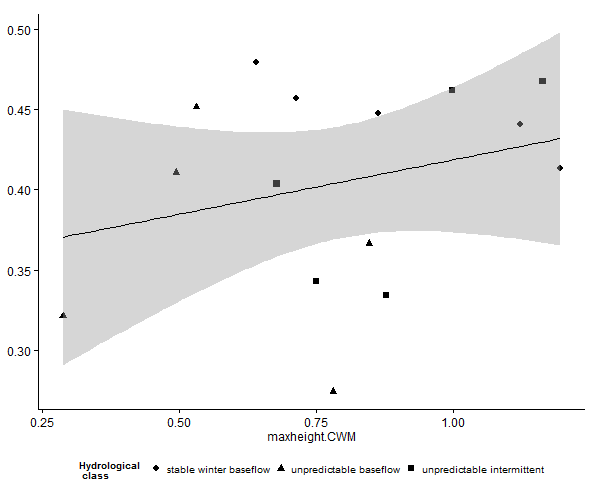 0.50
0.45
0.40
0.35
0.30
0.25 0.50 0.75 1.00
maxheight.CWM
Hydrological
class
stable winter baseflow unpredictable baseflow unpredictable intermittent